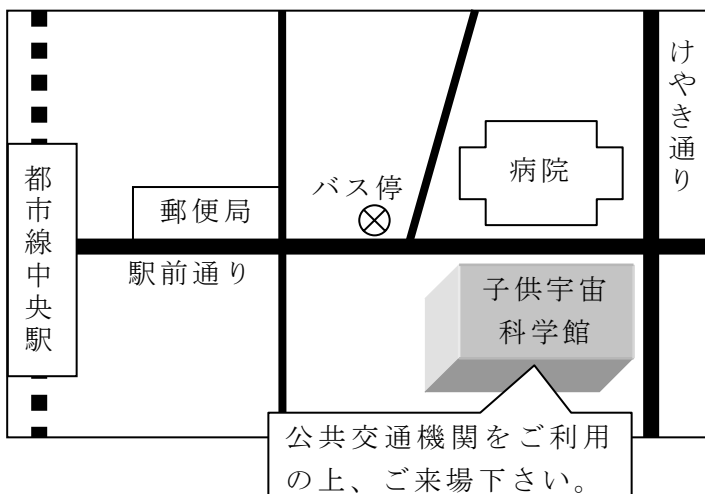 けやき通り
病院
バス停
郵便局
都市線中央駅
駅前通り
子供宇宙
科学館
公共交通機関をご利用
の上、ご来場下さい。